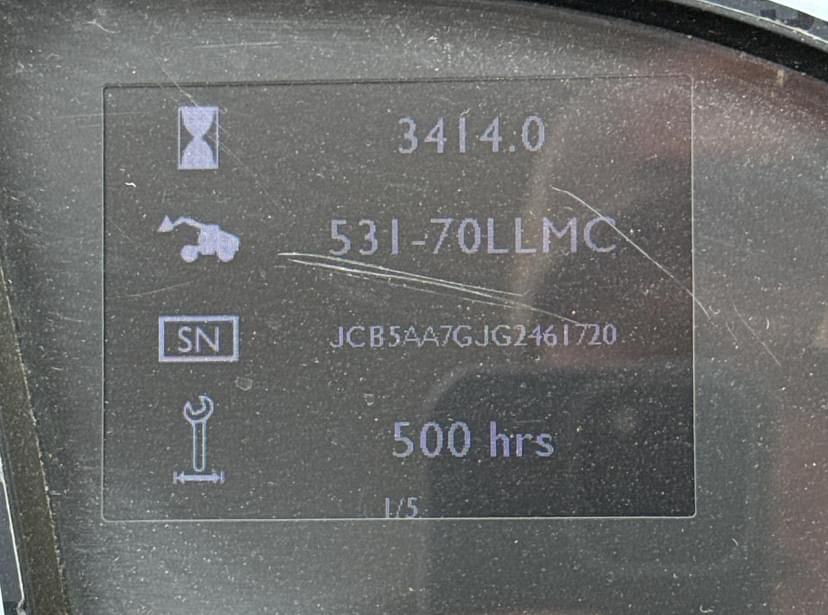 3414.0
531-70LLMC
SN JCB5AA7GJG2461720
500 hrs
1/5